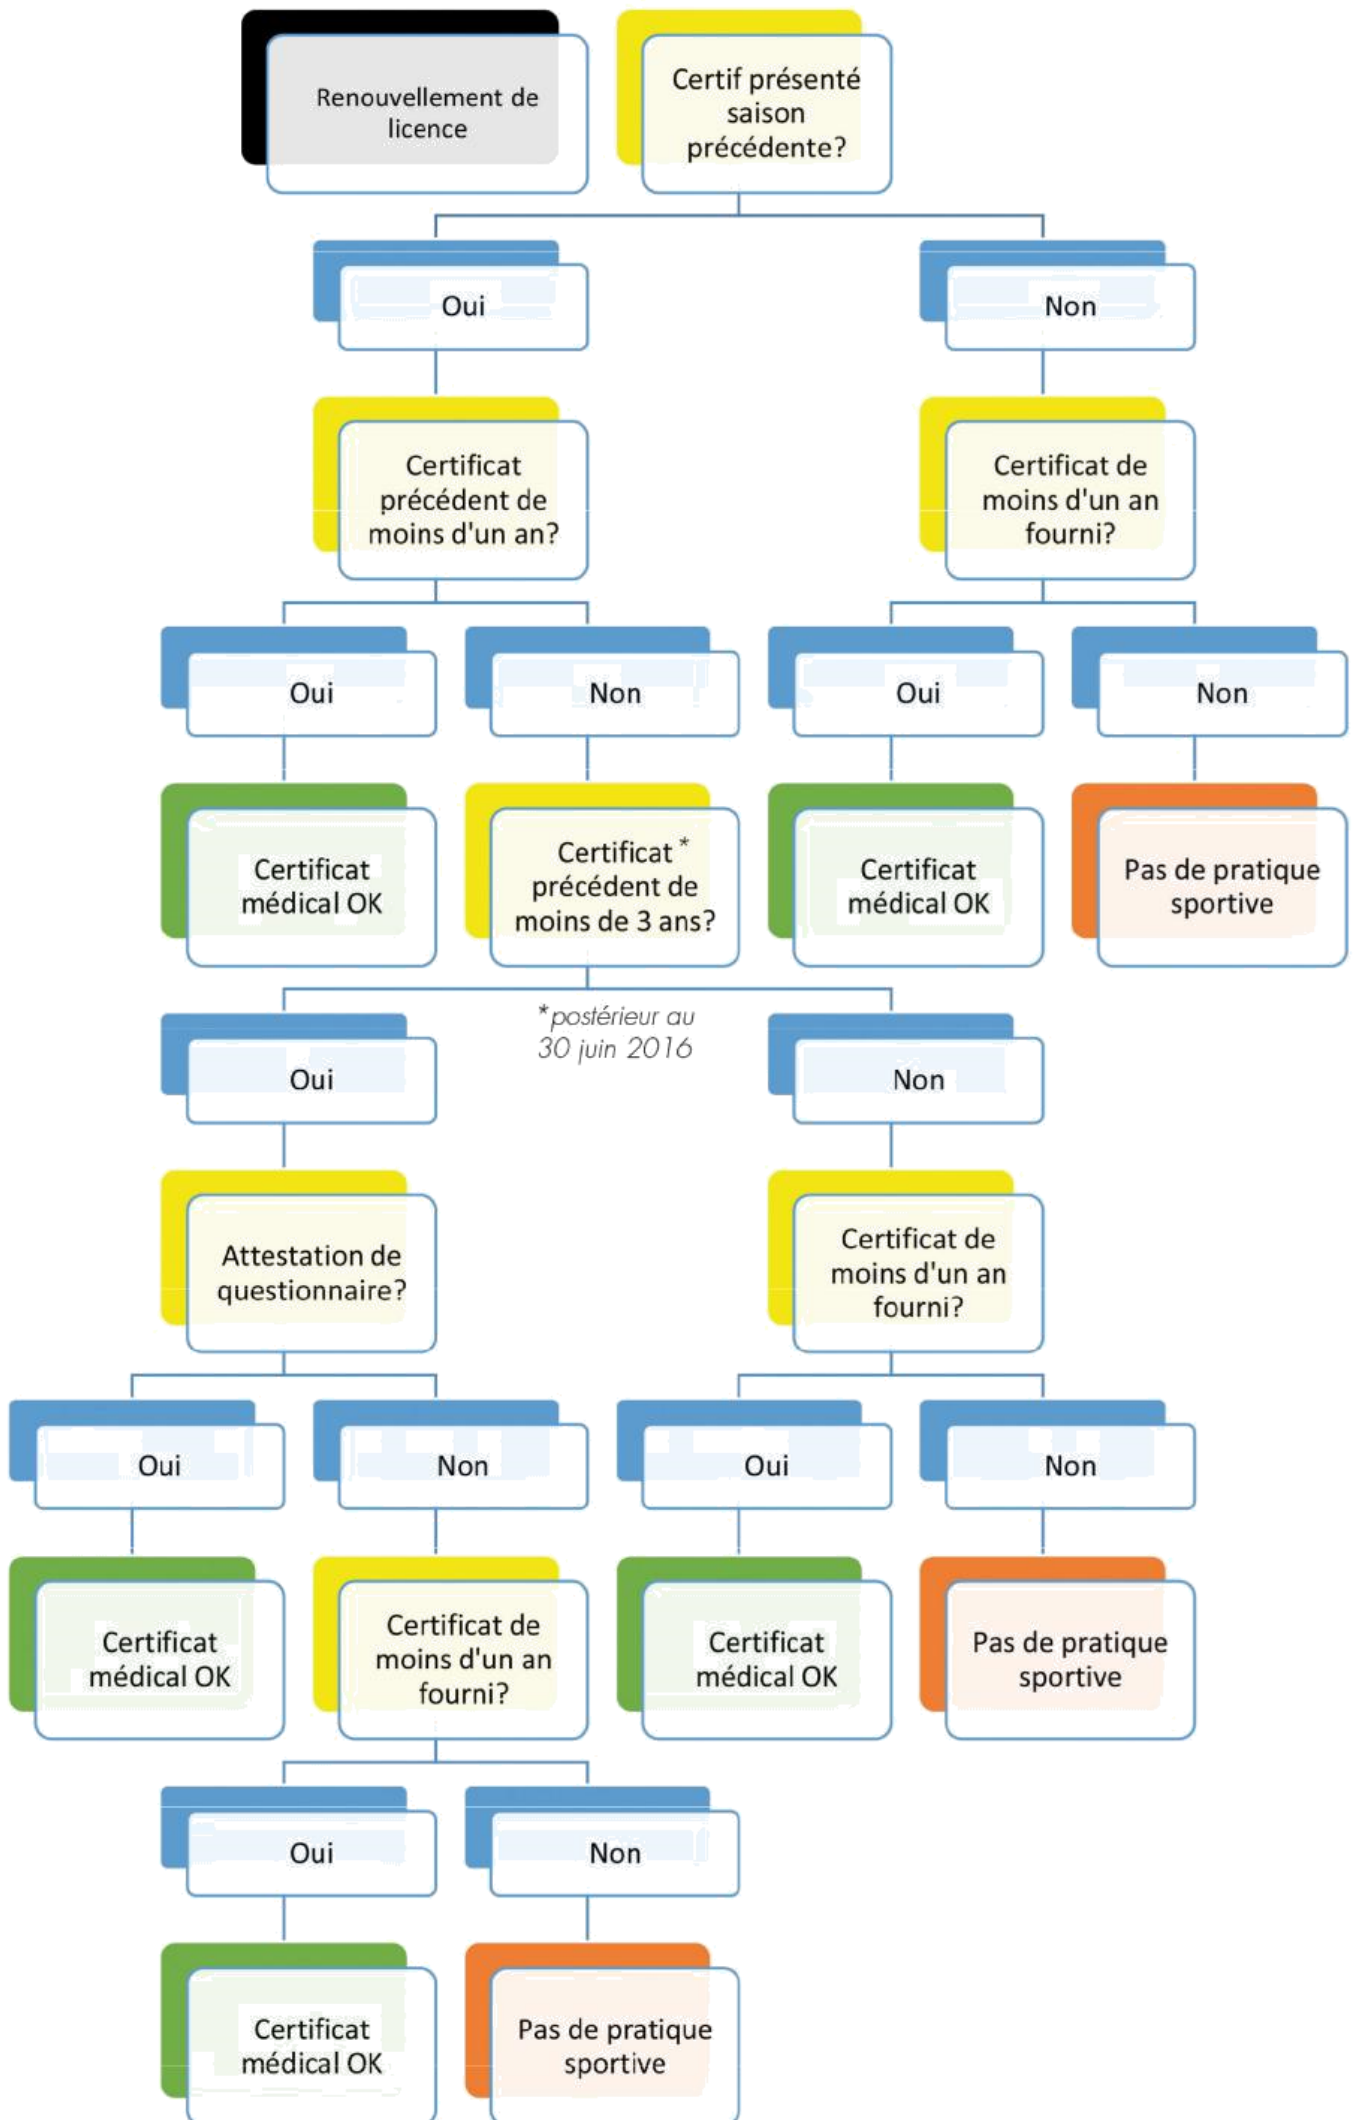 Renouvellement de
licence
Certif présenté
saison
précédente?
Oui
Non
Certificat
précédent de
moins d'un an?
Certificat de
moins d'un an
fourni?
Oui
Non
Oui
Non
Certificat
médical OK
Certificat *
précédent de
moins de 3 ans?
Certificat
médical OK
Pas de pratique
sportive
*postérieur au
30 juin 2016
Oui
Non
Attestation de
questionnaire?
Certificat de
moins d'un an
fourni?
Oui
Non
Oui
Non
Certificat
médical OK
Certificat de
moins d'un an
fourni?
Certificat
médical OK
Pas de pratique
sportive
Oui
Non
Certificat
médical OK
Pas de pratique
sportive